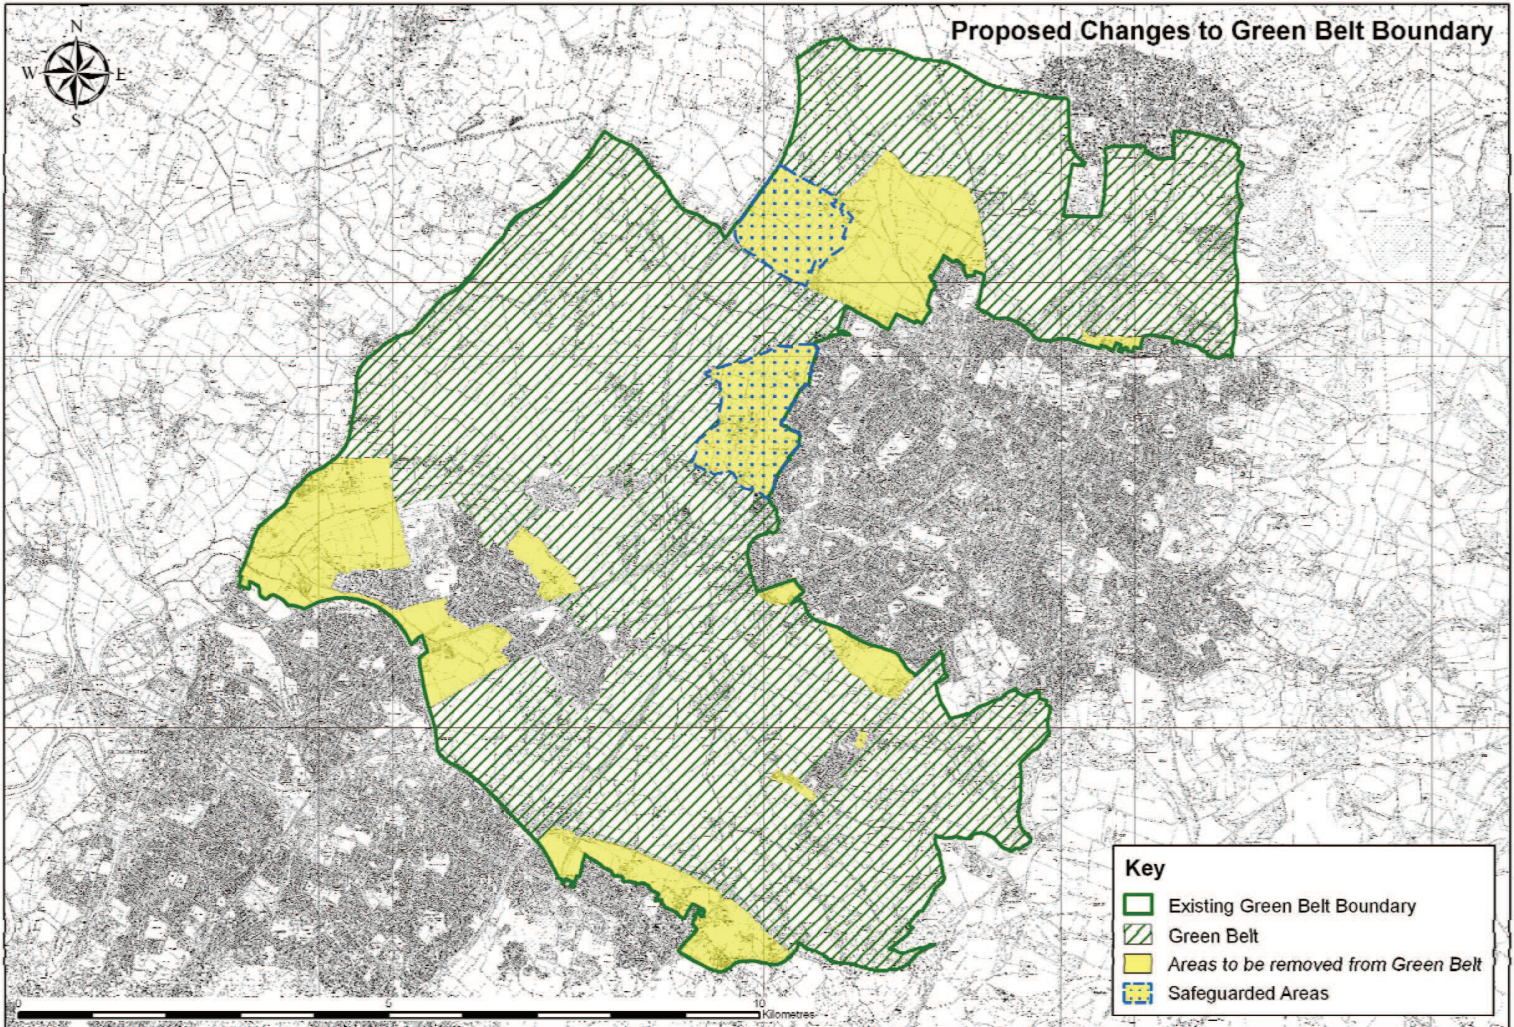 Proposed Changes to Green Belt Boundary
N
W E
S
Key
Existing Green Belt Boundary
Green Belt
Areas to be removed from Green Belt
Safeguarded Areas
0 5 10
Kilometres